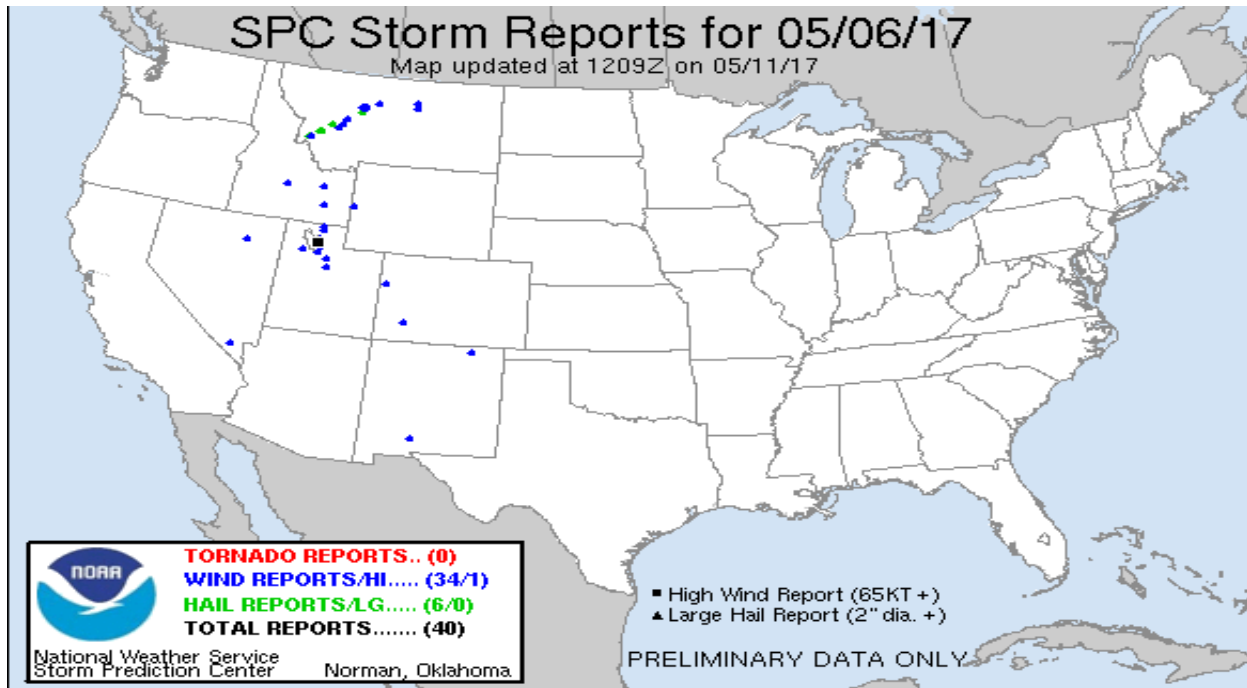 SPC Storm Reports for 05/06/17
Map updated at 1209Z on 05/11/17
NOAA
TORNADO REPORTS.. (0)
WIND REPORTS/HI..... (34/1)
HAIL REPORTS/LG..... (6/0)
TOTAL REPORTS....... (40)
National Weather Service
Storm Prediction Center Norman, Oklahoma
High Wind Report (65KT +)
Large Hail Report (2" dia. +)
PRELIMINARY DATA ONLY